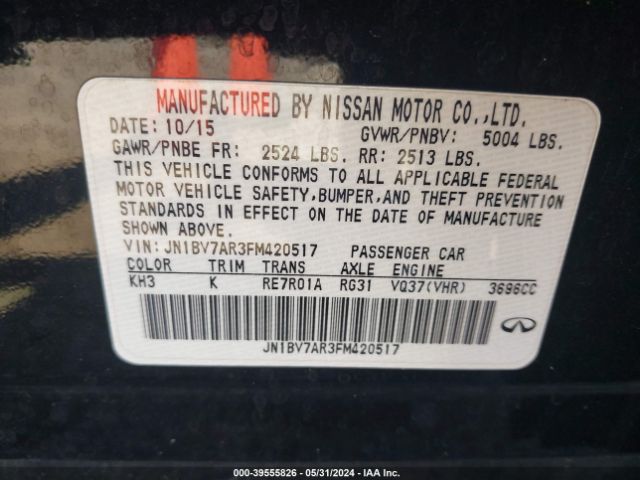 MANUFACTURED BY NISSAN MOTOR CO.,LTD.
DATE: 10/15 GVWR/PNBV: 5004 LBS.
GAWR/PNBE FR: 2524 LBS. RR: 2513 LBS.
THIS VEHICLE CONFORMS TO ALL APPLICABLE FEDERAL
MOTOR VEHICLE SAFETY,BUMPER,AND THEFT PREVENTION
STANDARDS IN EFFECT ON THE DATE OF MANUFACTURE
SHOWN ABOVE.
VIN: JN1BV7AR3FM420517 PASSENGER CAR
COLOR TRIM TRANS AXLE ENGINE
KH3 K RE7R01A RG31 VQ37(VHR) 3696CC
JN1BV7AR3FM420517
INFINITI
000-39555826 - 05/31/2024 - IAA Inc.